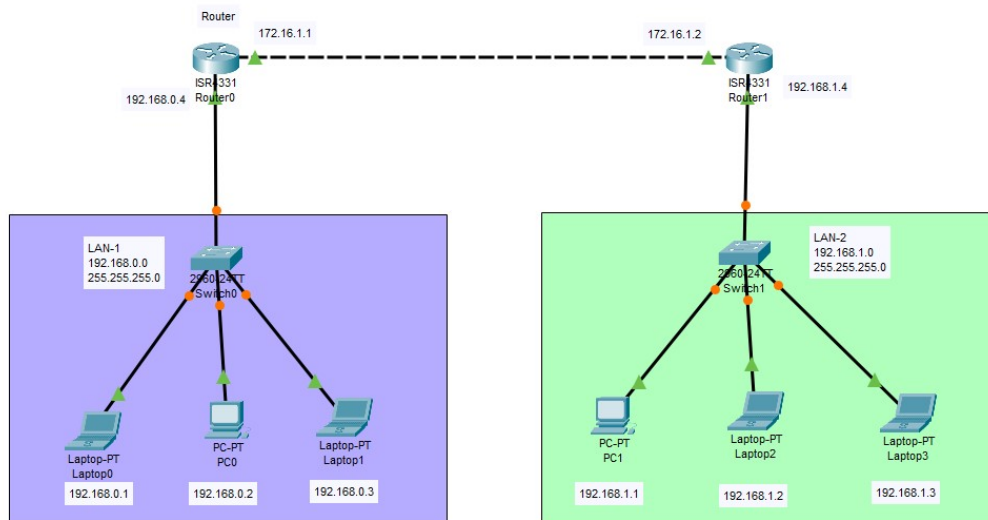 Router
172.16.1.1
172.16.1.2
ISR4331
Router0
ISR4331
Router1
192.168.0.4
192.168.1.4
LAN-1
192.168.0.0
255.255.255.0
2960-24TT
Switch0
LAN-2
192.168.1.0
255.255.255.0
2960-24TT
Switch1
Laptop-PT
Laptop0
PC-PT
PC0
Laptop-PT
Laptop1
PC-PT
PC1
Laptop-PT
Laptop2
Laptop-PT
Laptop3
192.168.0.1
192.168.0.2
192.168.0.3
192.168.1.1
192.168.1.2
192.168.1.3